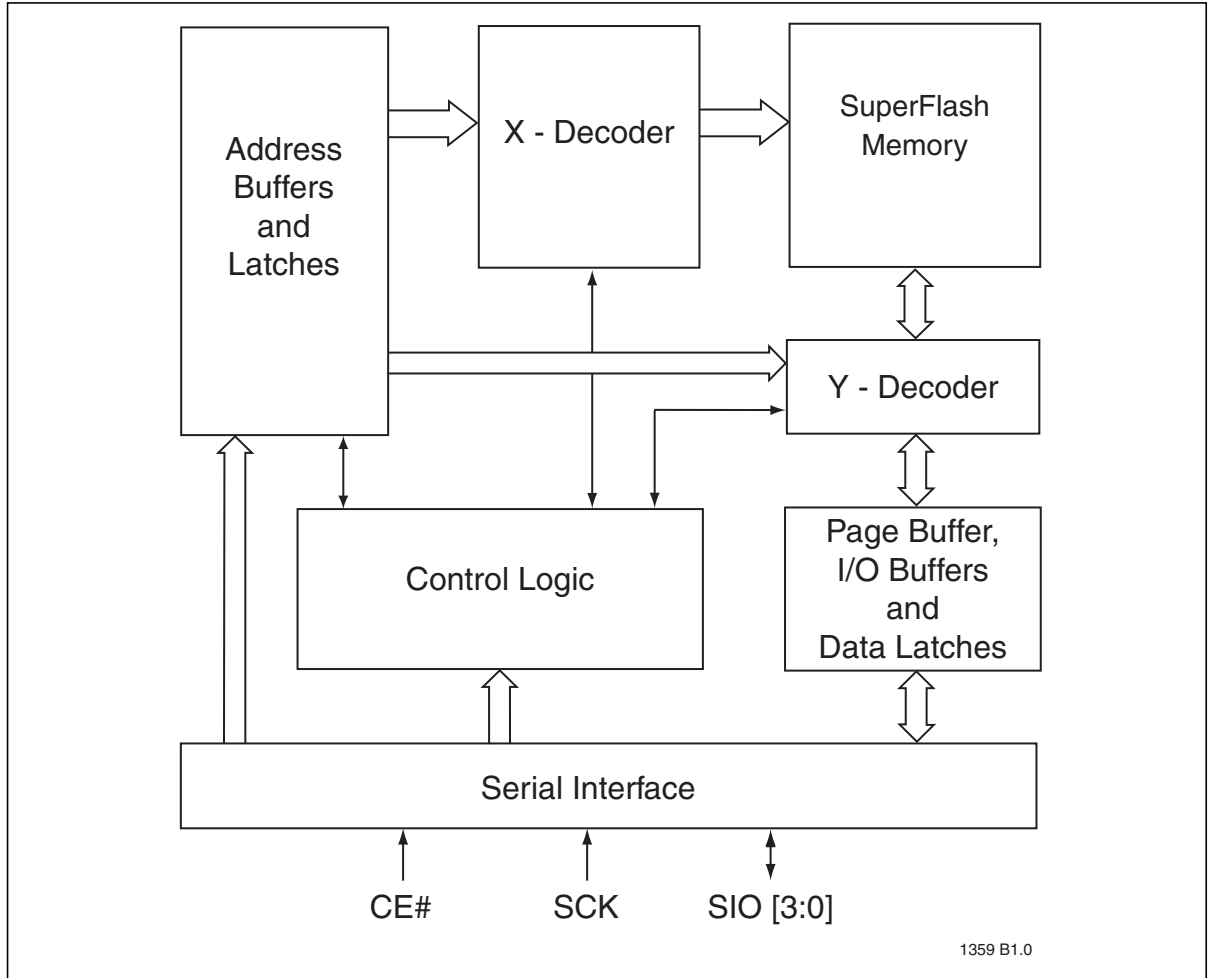 Address
Buffers
and
Latches
X - Decoder
SuperFlash
Memory
Y - Decoder
Control Logic
Page Buffer,
I/O Buffers
and
Data Latches
Serial Interface
CE#
SCK
SIO [3:0]
1359 B1.0